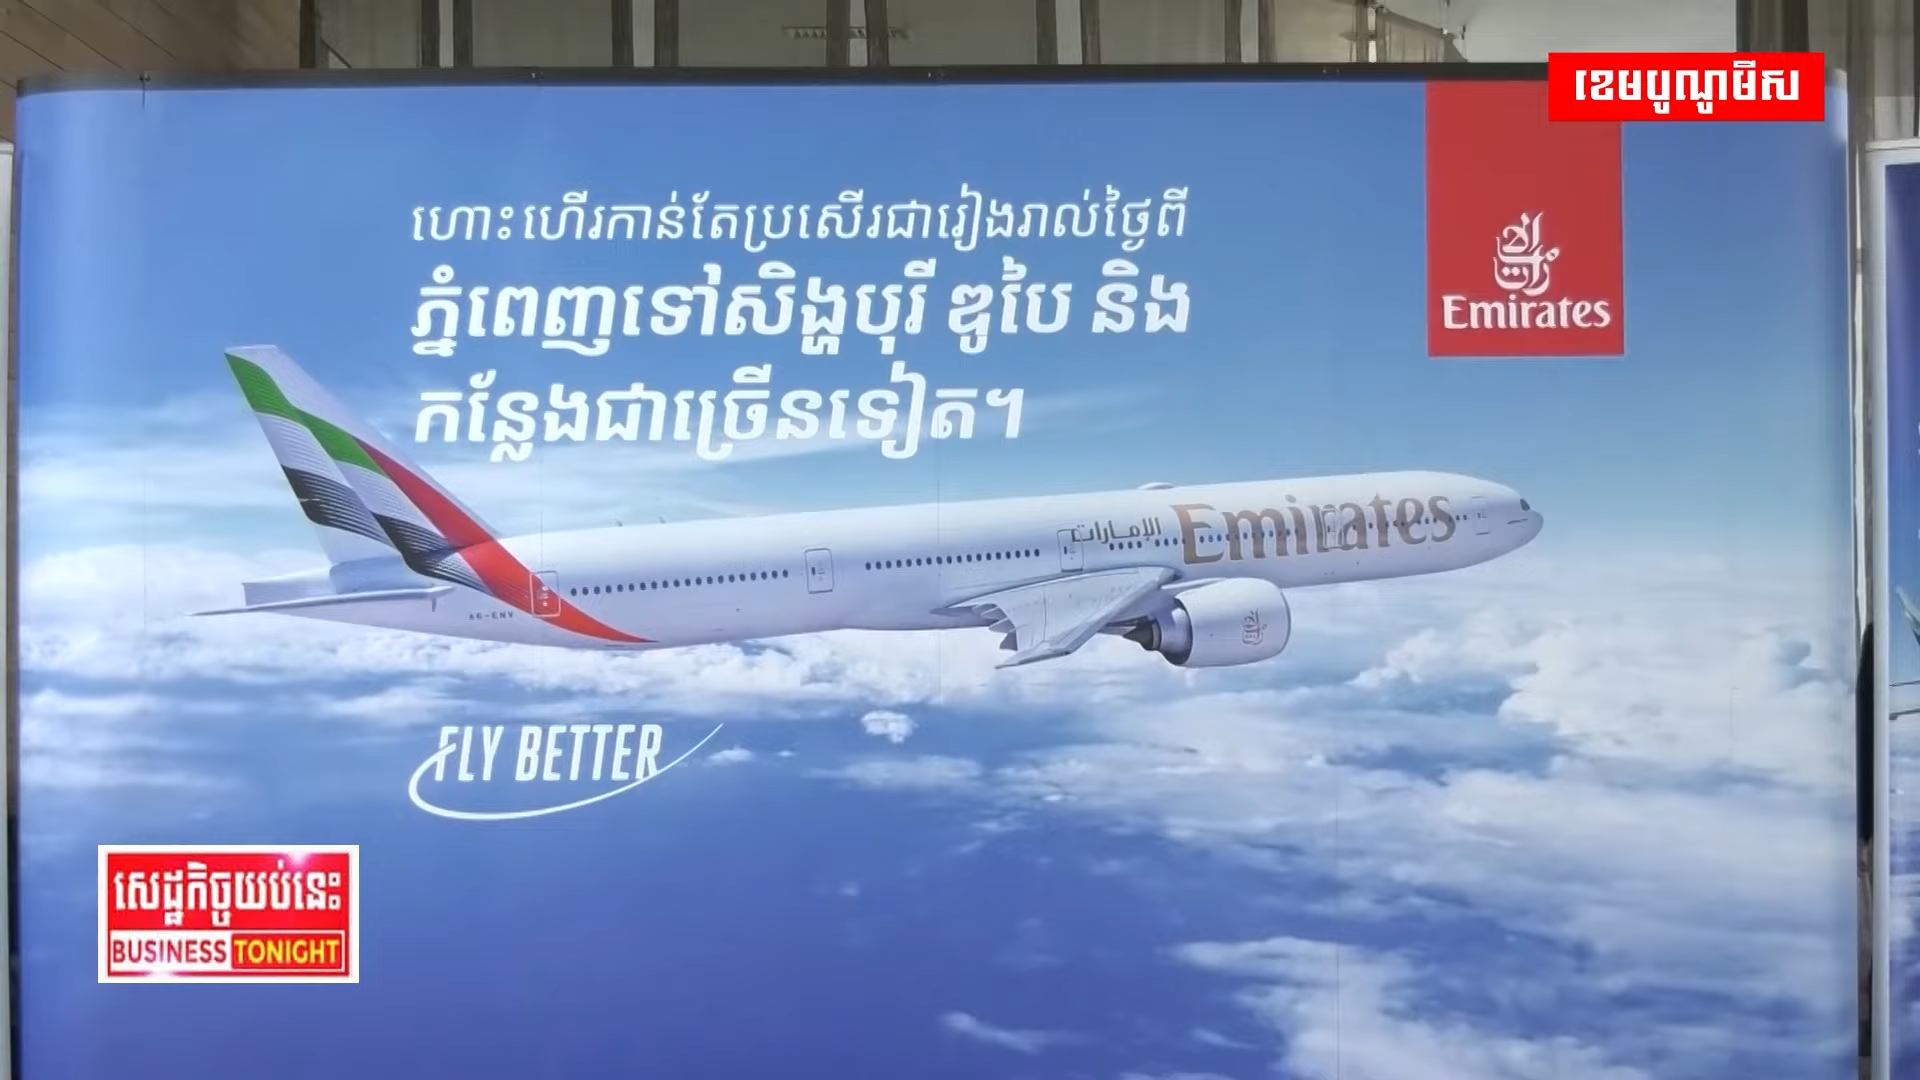 ខេមបូណូមីស
ហោះហើរកាន់តែប្រសើរជារៀងរាល់ថ្ងៃពី
ភ្នំពេញទៅសិង្ហបុរី ឌូបៃ និង
កន្លែងជាច្រើនទៀត។
Emirates
الإمارات Emirates
A6-ENV
FLY BETTER
សេដ្ឋកិច្ចយប់នេះ
BUSINESS TONIGHT